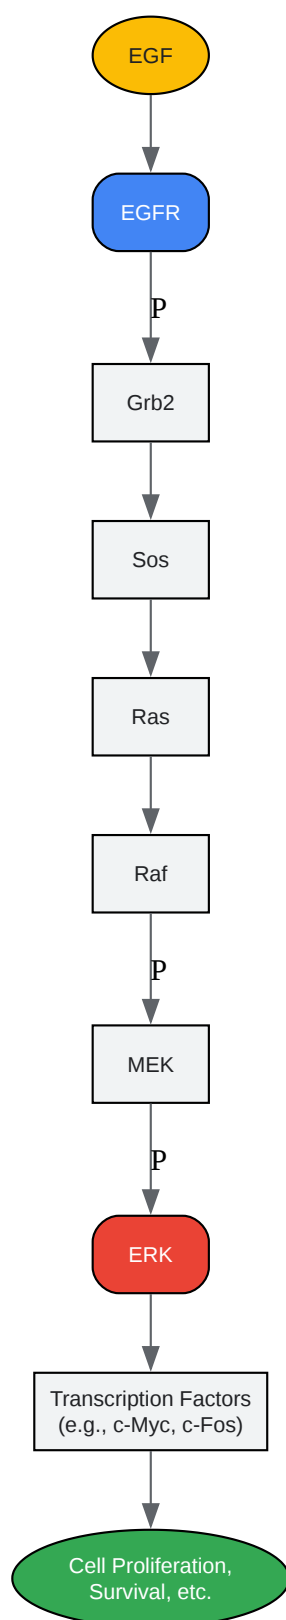 EGF
EGFR
P
Grb2
Sos
Ras
Raf
P
MEK
P
ERK
Transcription Factors
(e.g., c-Myc, c-Fos)
Cell Proliferation,
Survival, etc.